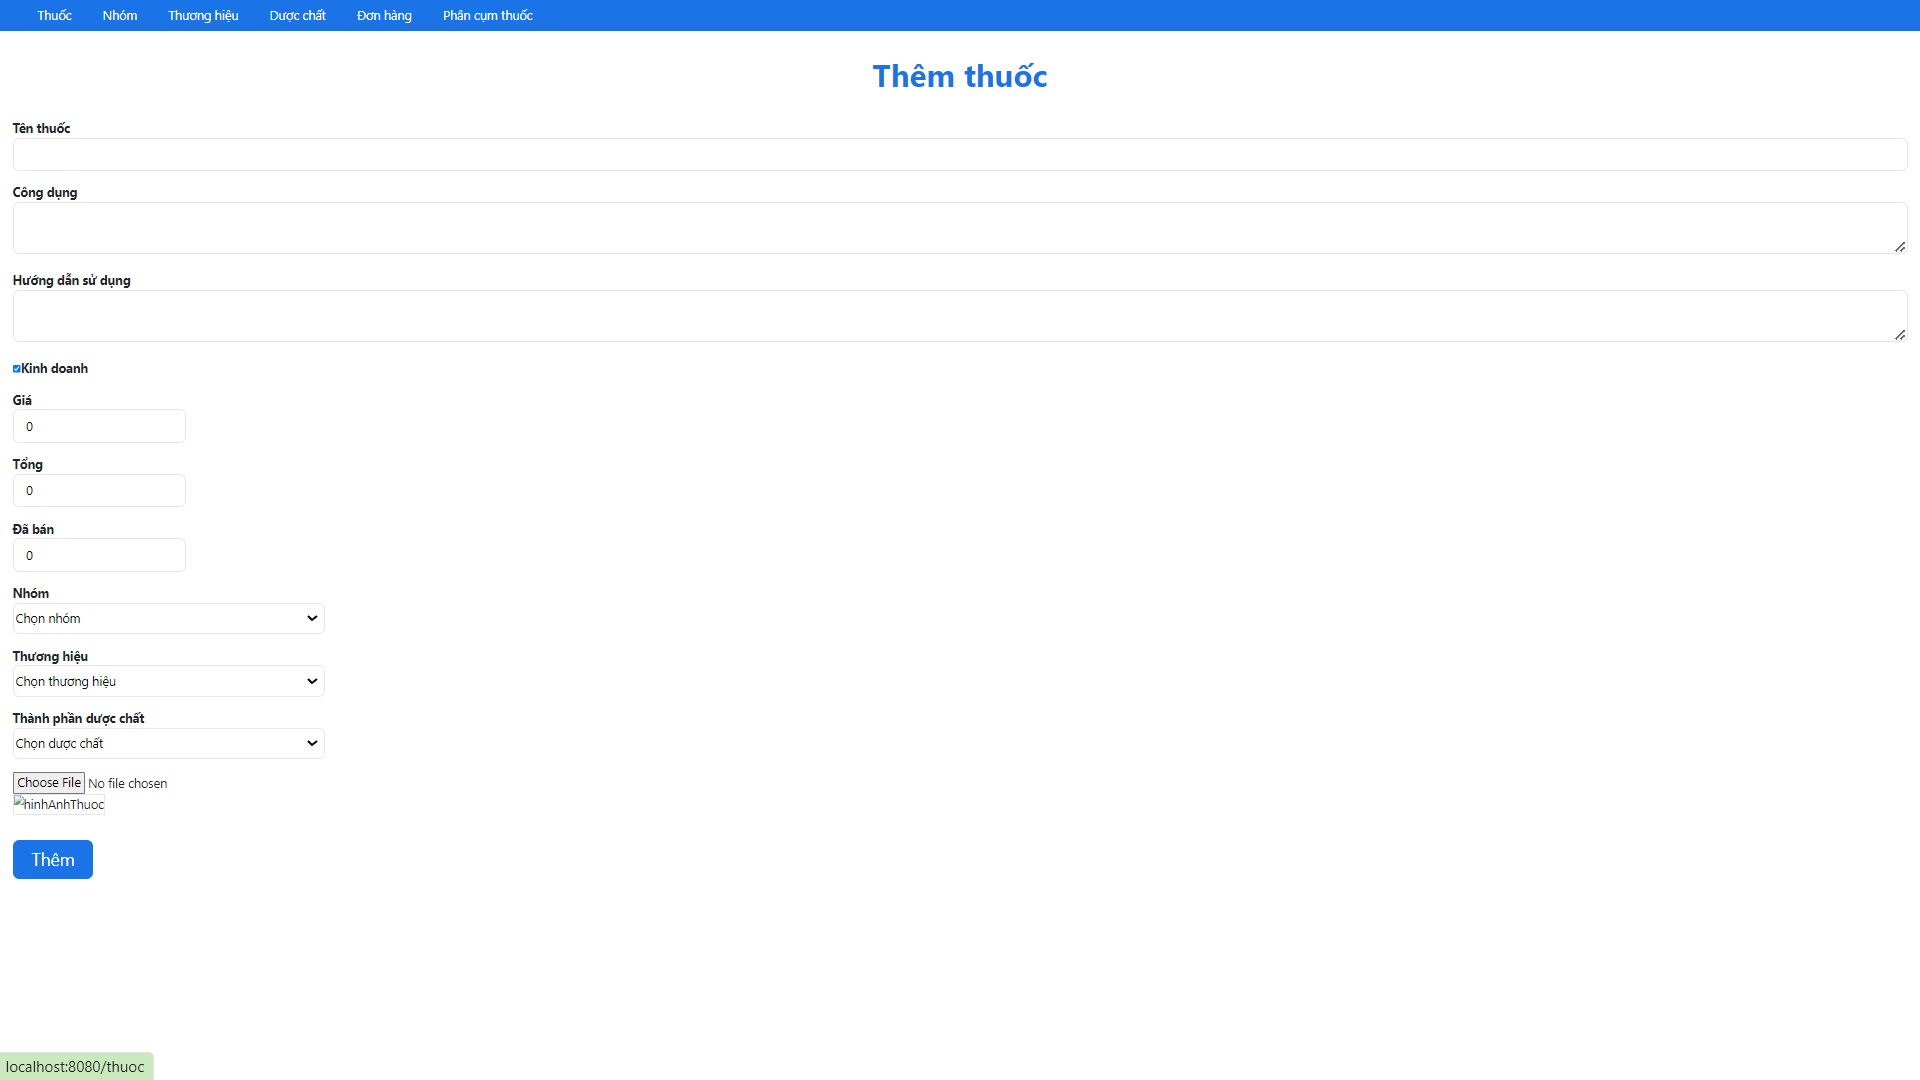 Thuốc Nhóm Thương hiệu Dược chất Đơn hàng Phân cụm thuốc
Thêm thuốc
Tên thuốc
Công dụng
Hướng dẫn sử dụng
Kinh doanh
Giá
0
Tổng
0
Đã bán
0
Nhóm
Chọn nhóm
Thương hiệu
Chọn thương hiệu
Thành phần dược chất
Chọn dược chất
Choose File No file chosen
hinhAnhThuoc
Thêm
localhost:8080/thuoc